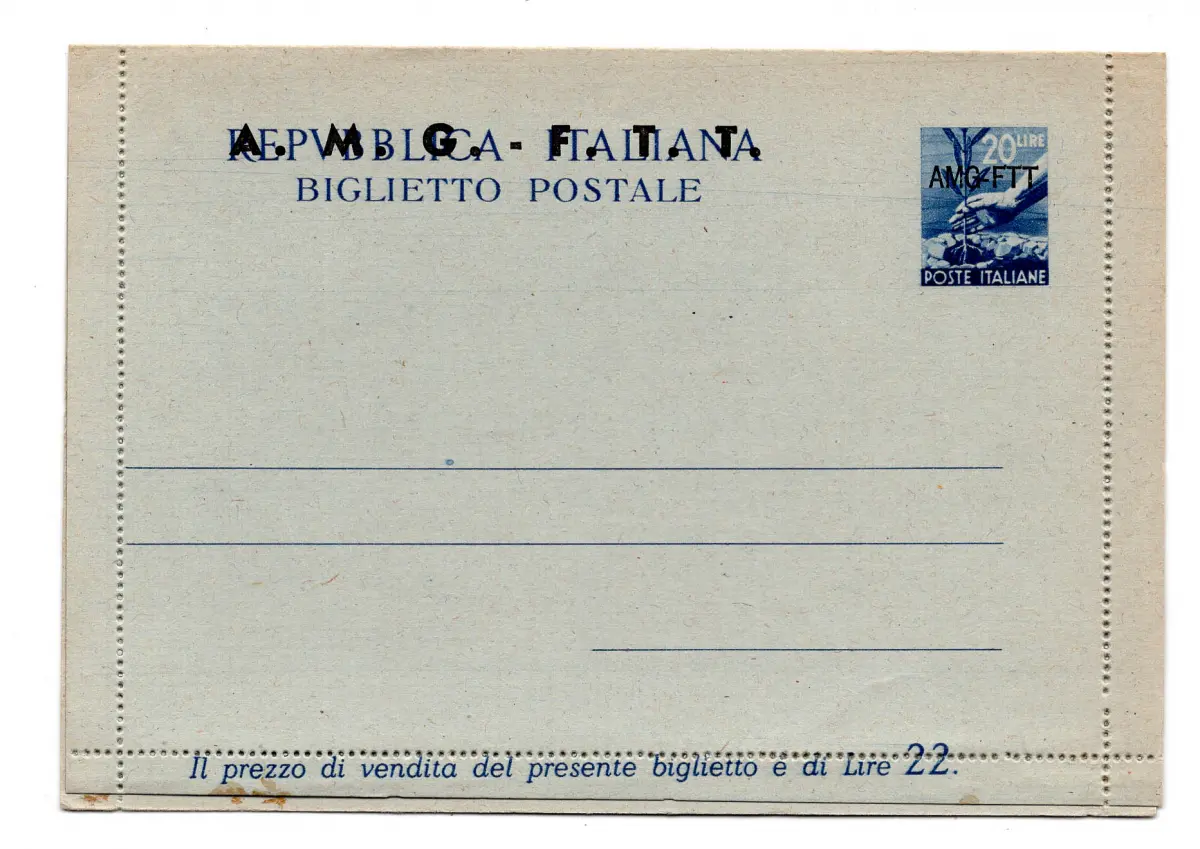 A. M. G. - F. T. T.
REPVBBLICA ITALIANA
BIGLIETTO POSTALE
20 LIRE
AMG-FTT
POSTE ITALIANE
Il prezzo di vendita del presente biglietto è di Lire 22.